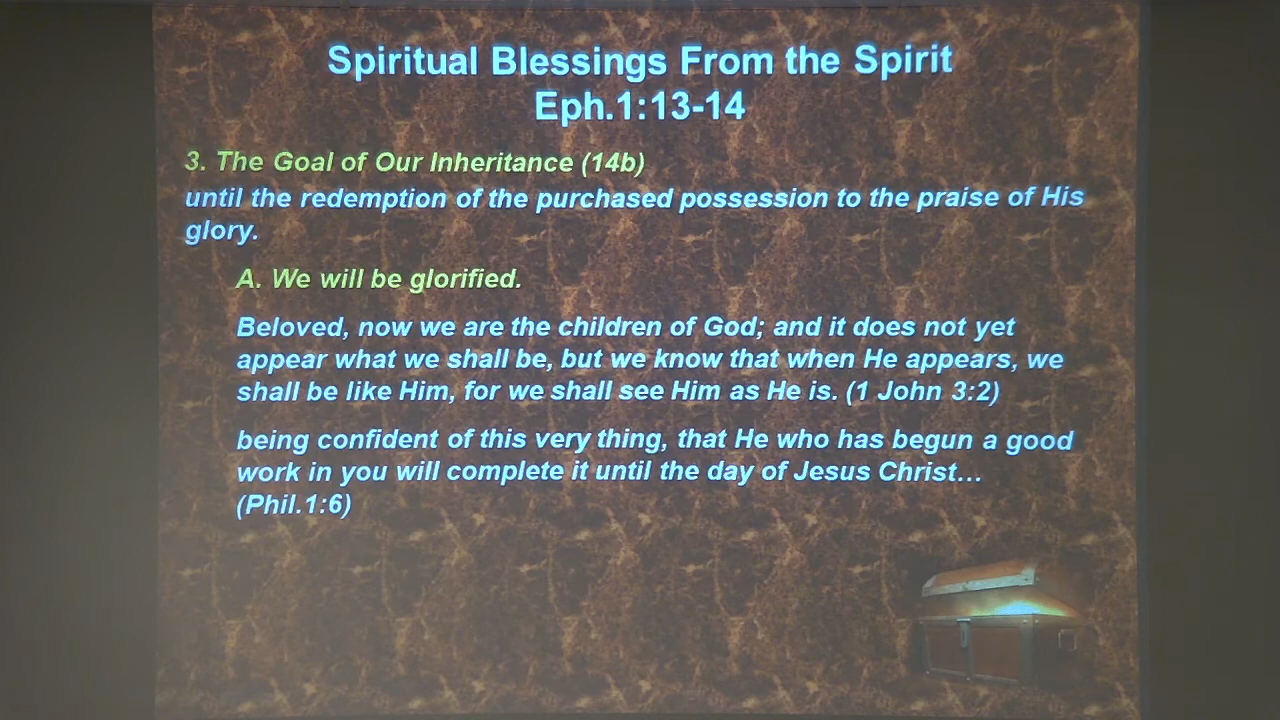 Spiritual Blessings From the Spirit
Eph.1:13-14
3. The Goal of Our Inheritance (14b)
until the redemption of the purchased possession to the praise of His
glory.
A. We will be glorified.
Beloved, now we are the children of God; and it does not yet
appear what we shall be, but we know that when He appears, we
shall be like Him, for we shall see Him as He is. (1 John 3:2)
being confident of this very thing, that He who has begun a good
work in you will complete it until the day of Jesus Christ…
(Phil.1:6)